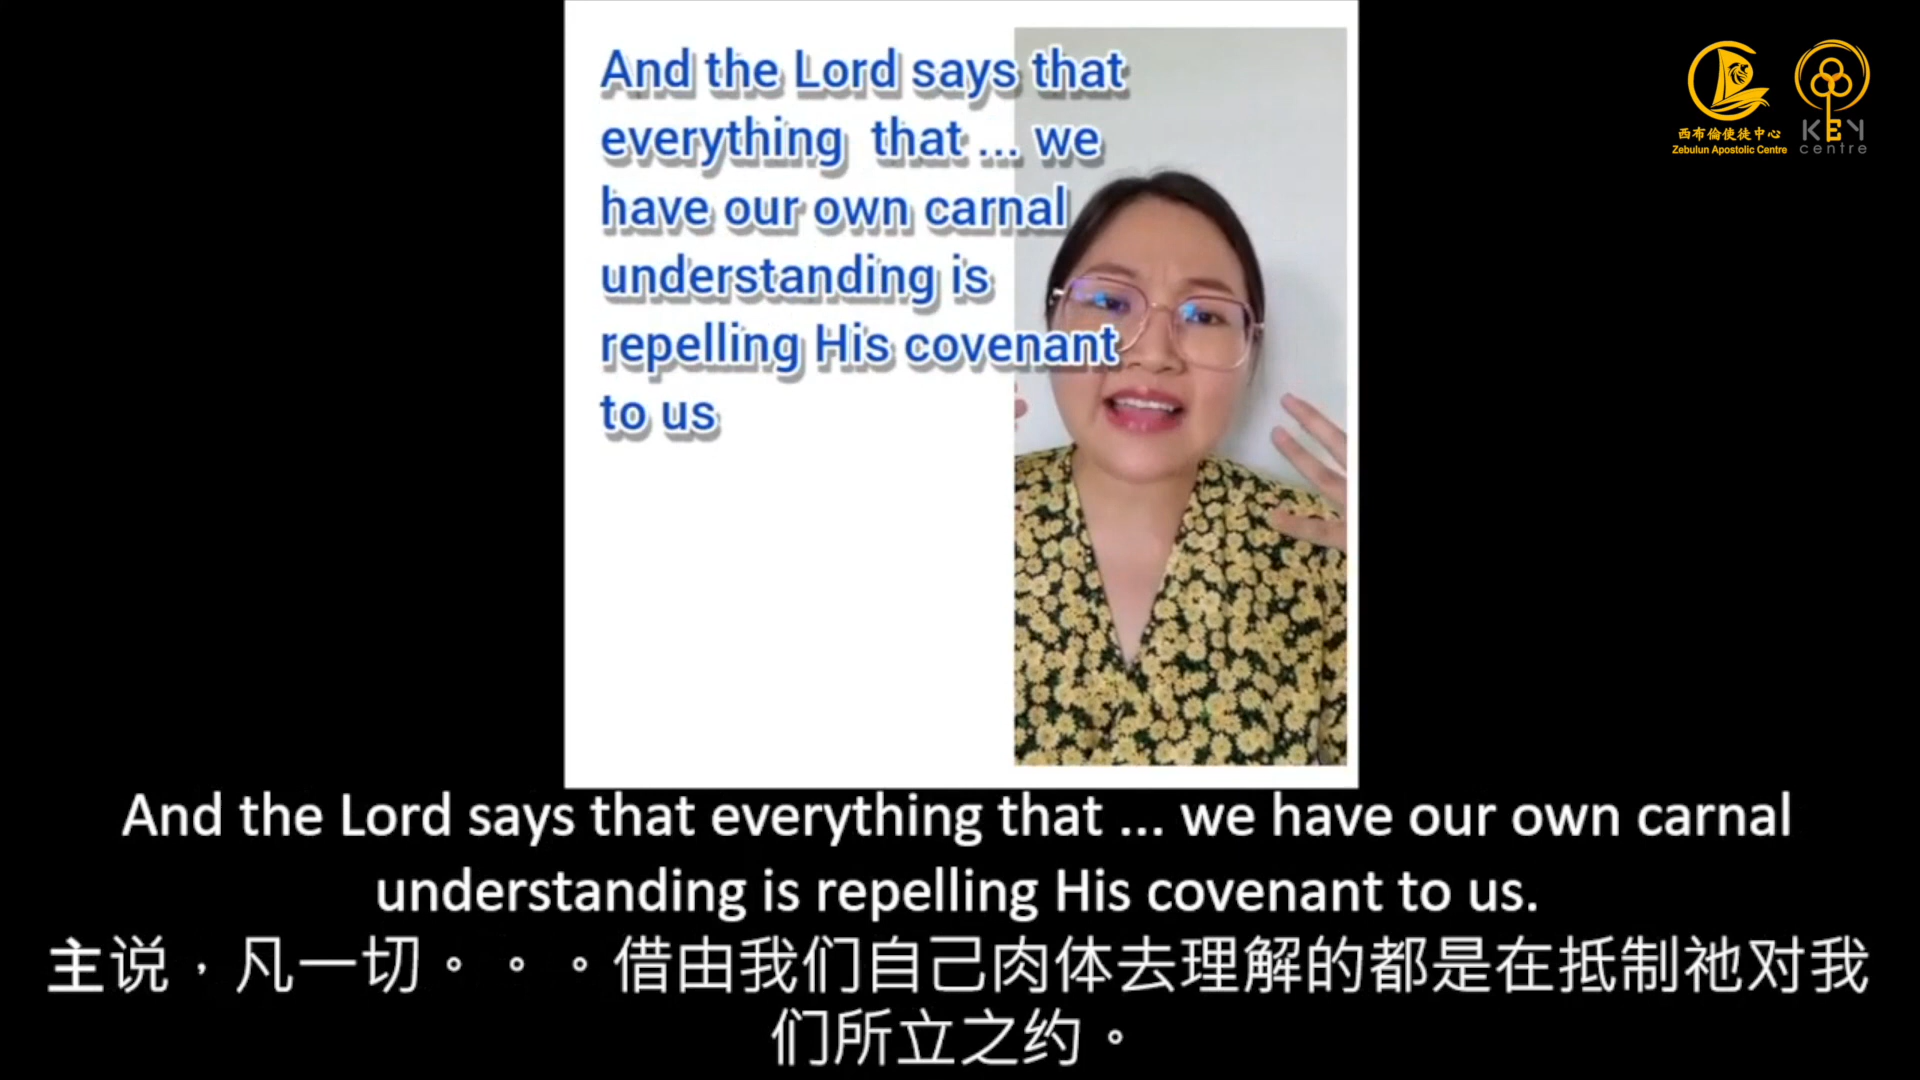 And the Lord says that
everything that ... we
have our own carnal
understanding is
repelling His covenant
to us
西布倫使徒中心
Zebulun Apostolic Centre
KEY
centre
And the Lord says that everything that ... we have our own carnal
understanding is repelling His covenant to us.
主说，凡一切。。。借由我们自己肉体去理解的都是在抵制祂对我
们所立之约。